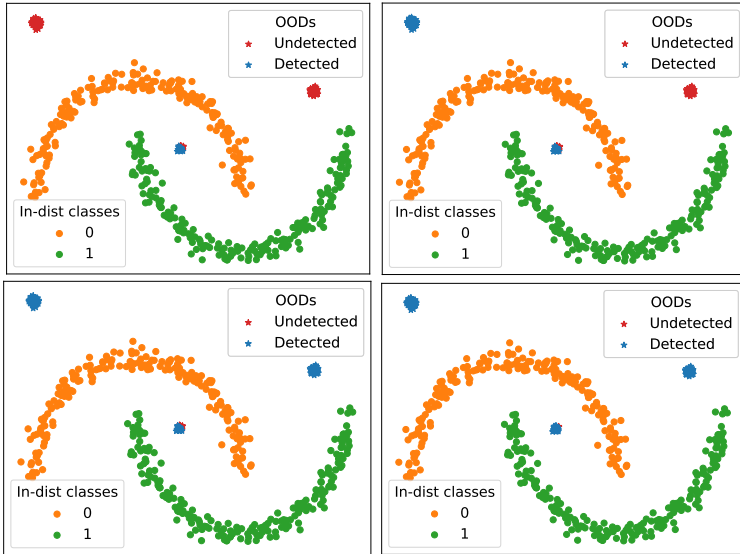 OODs
Undetected
Detected
In-dist classes
0
1
OODs
Undetected
Detected
In-dist classes
0
1
OODs
Undetected
Detected
In-dist classes
0
1
OODs
Undetected
Detected
In-dist classes
0
1